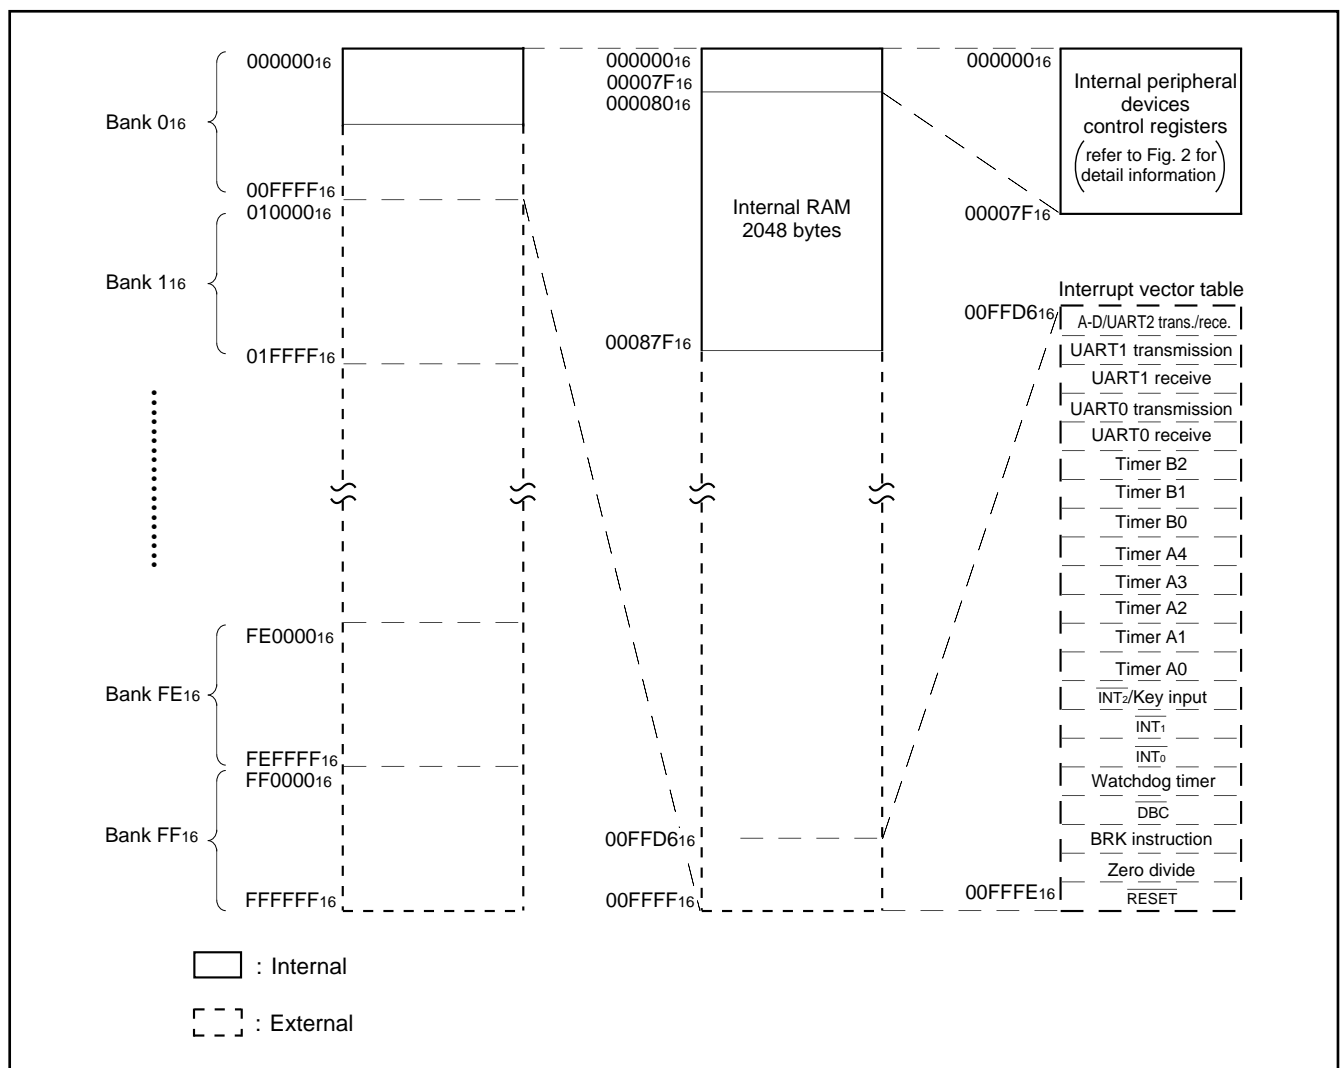 Bank 016
00000016
00FFFF16
Bank 116
01000016
01FFFF16
Bank FE16
FE000016
FEFFFF16
Bank FF16
FF000016
FFFFFF16
00000016
00007F16
00008016
Internal RAM
2048 bytes
00087F16
00FFD616
00FFFF16
00000016
Internal peripheral
devices
control registers
(refer to Fig. 2 for
detail information)
00007F16
Interrupt vector table
00FFD616
A-D/UART2 trans./rece.
UART1 transmission
UART1 receive
UART0 transmission
UART0 receive
Timer B2
Timer B1
Timer B0
Timer A4
Timer A3
Timer A2
Timer A1
Timer A0
INT2/Key input
INT1
INT0
Watchdog timer
DBC
BRK instruction
Zero divide
00FFFE16
RESET
: Internal
: External